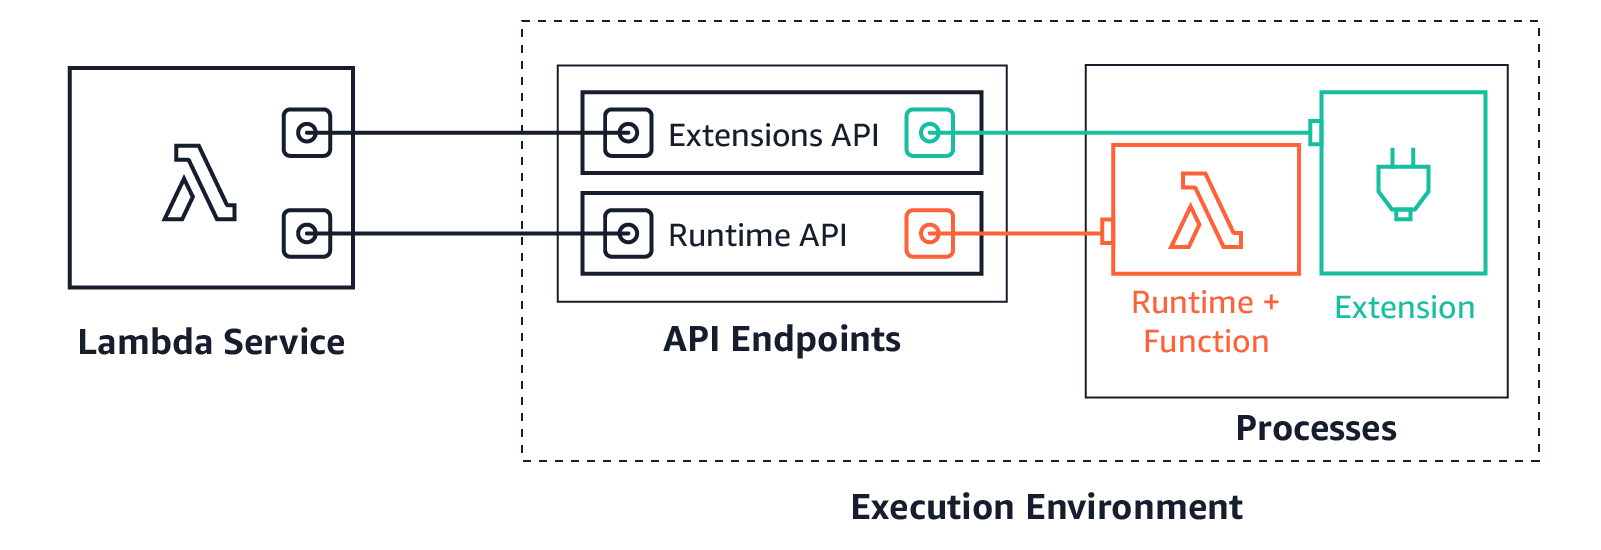 Extensions API
Runtime API
Runtime +
Function
Extension
Lambda Service
API Endpoints
Processes
Execution Environment